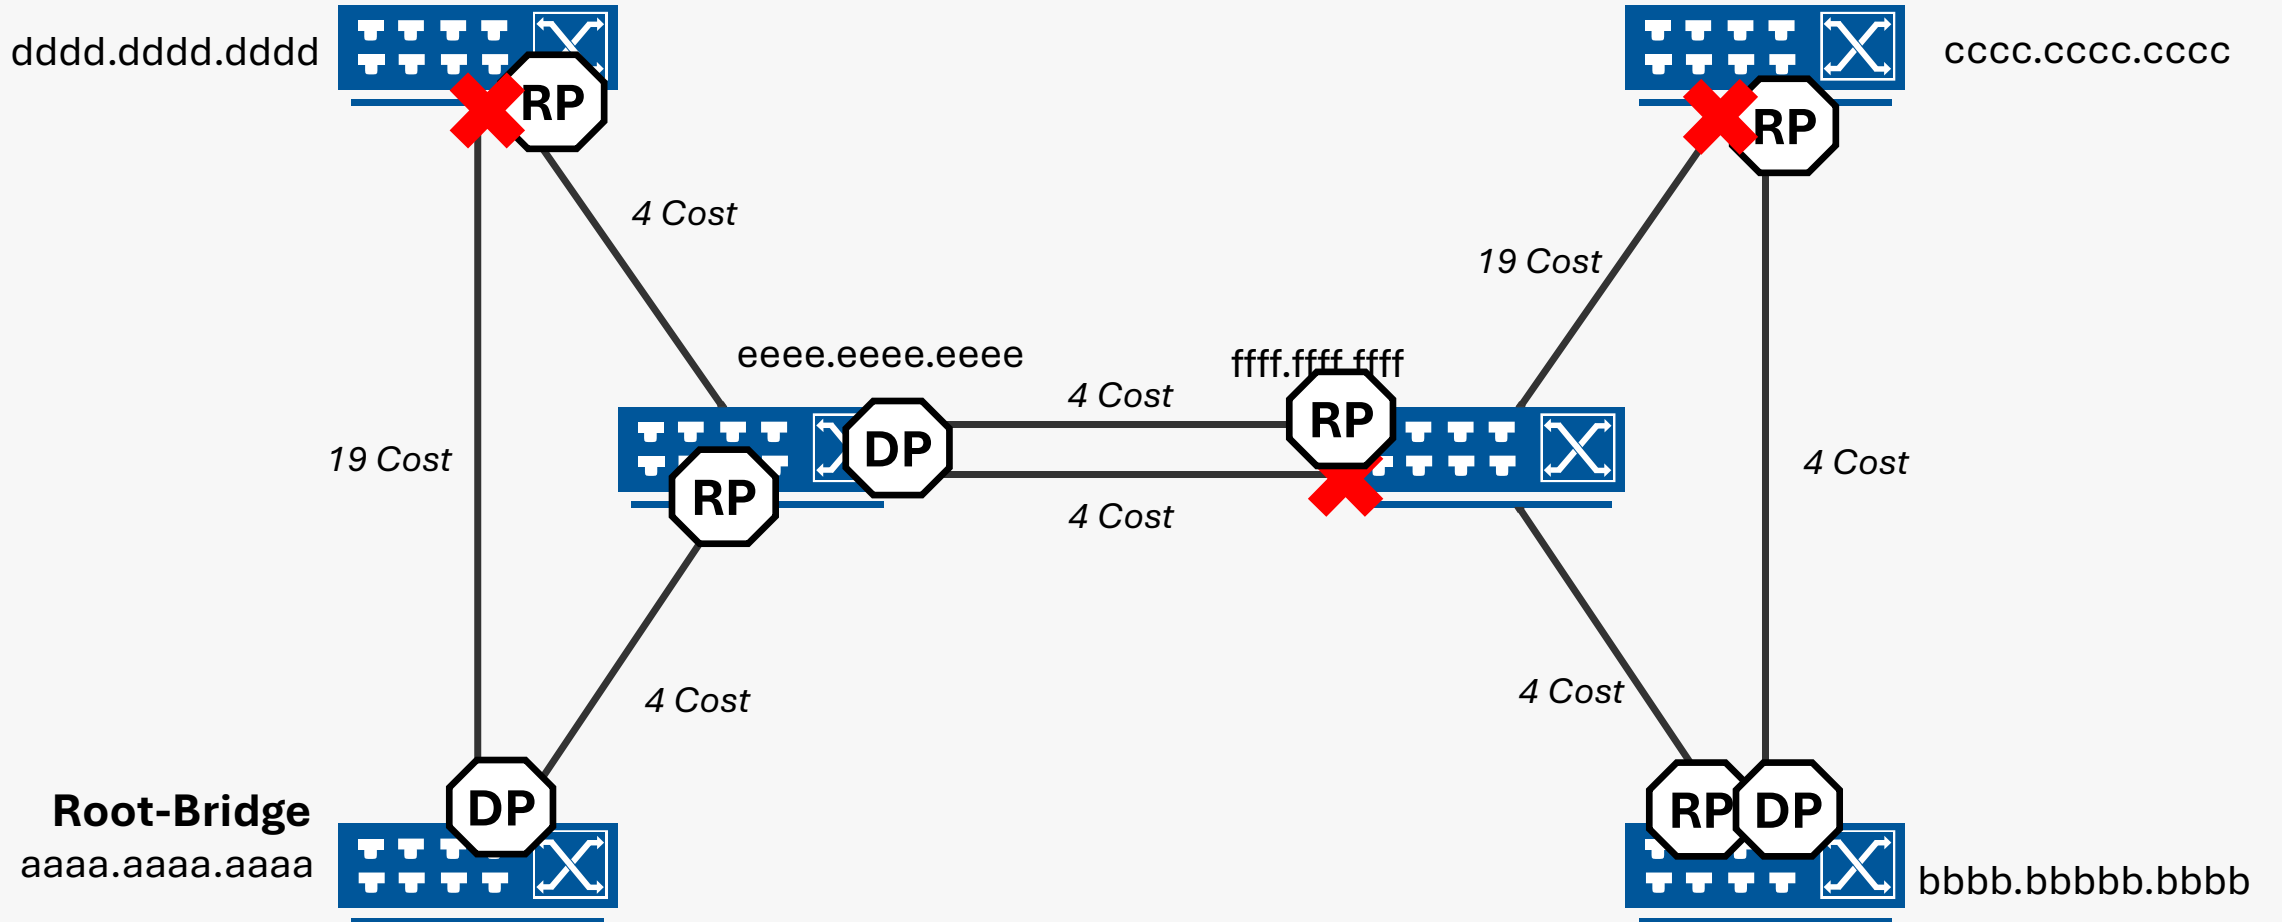 dddd.dddd.dddd
cccc.cccc.cccc
RP
RP
4 Cost
19 Cost
eeee.eeee.eeee
ffff.ffff.ffff
4 Cost
RP
DP
19 Cost
4 Cost
RP
4 Cost
4 Cost
4 Cost
Root-Bridge
DP
RP
DP
aaaa.aaaa.aaaa
bbbb.bbbbb.bbbb